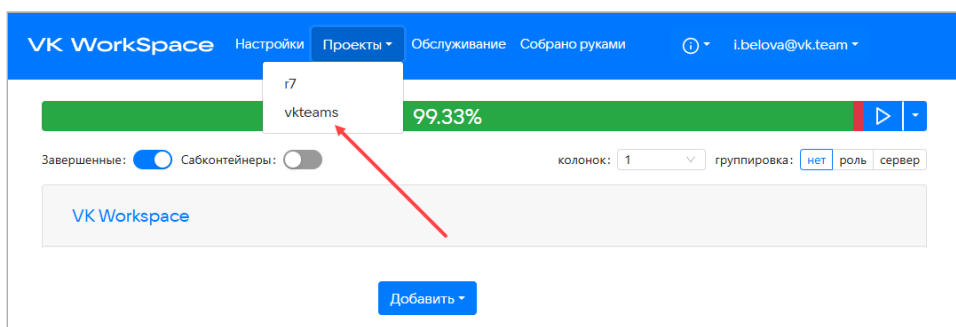 VK WorkSpace Настройки Проекты Обслуживание Собрано руками i.belova@vk.team
r7
vkteams
99.33%
Завершенные: Сабконтейнеры: колонок: 1 группировка: нет роль сервер
VK Workspace
Добавить